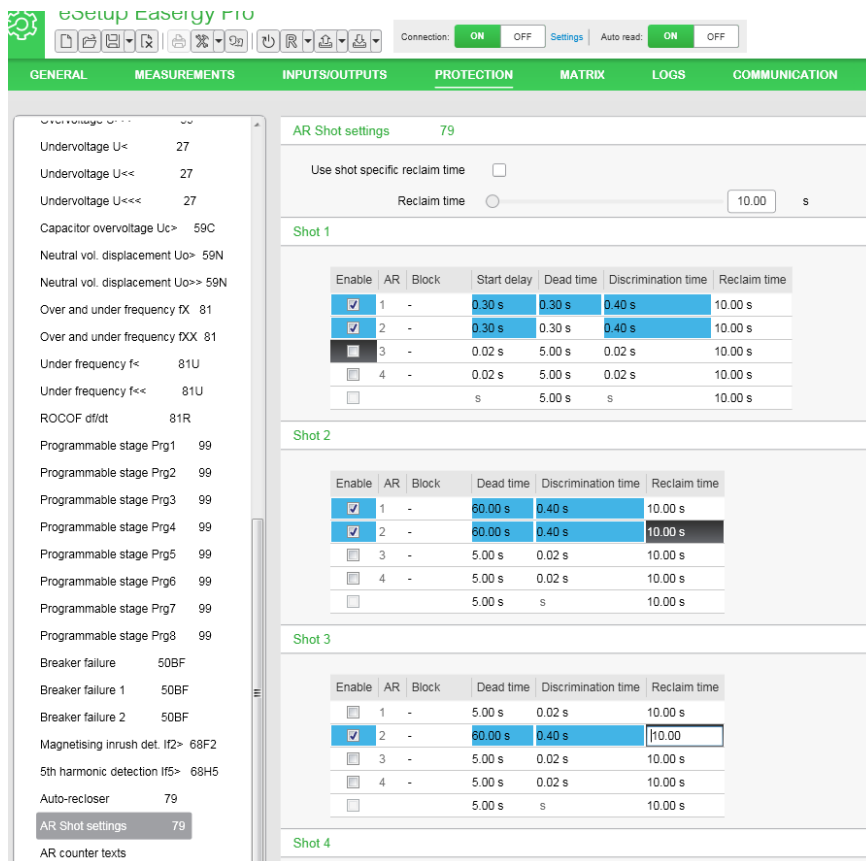 eSetup Easergy Pro
Connection: ON OFF Settings Auto read: ON OFF
GENERAL MEASUREMENTS INPUTS/OUTPUTS PROTECTION MATRIX LOGS COMMUNICATION
Undervoltage U< 27
Undervoltage U<< 27
Undervoltage U<<< 27
Capacitor overvoltage Uc> 59C
Neutral vol. displacement Uo> 59N
Neutral vol. displacement Uo>> 59N
Over and under frequency fX 81
Over and under frequency fXX 81
Under frequency f< 81U
Under frequency f<< 81U
ROCOF df/dt 81R
Programmable stage Prg1 99
Programmable stage Prg2 99
Programmable stage Prg3 99
Programmable stage Prg4 99
Programmable stage Prg5 99
Programmable stage Prg6 99
Programmable stage Prg7 99
Programmable stage Prg8 99
Breaker failure 50BF
Breaker failure 1 50BF
Breaker failure 2 50BF
Magnetising inrush det. If2> 68F2
5th harmonic detection If5> 68H5
Auto-recloser 79
AR Shot settings 79
AR counter texts
AR Shot settings 79
Use shot specific reclaim time
Reclaim time 10.00 s
Shot 1
Enable AR Block Start delay Dead time Discrimination time Reclaim time
1 - 0.30 s 0.30 s 0.40 s 10.00 s
2 - 0.30 s 0.30 s 0.40 s 10.00 s
3 - 0.02 s 5.00 s 0.02 s 10.00 s
4 - 0.02 s 5.00 s 0.02 s 10.00 s
s 5.00 s s 10.00 s
Shot 2
Enable AR Block Dead time Discrimination time Reclaim time
1 - 60.00 s 0.40 s 10.00 s
2 - 60.00 s 0.40 s 10.00 s
3 - 5.00 s 0.02 s 10.00 s
4 - 5.00 s 0.02 s 10.00 s
5.00 s s 10.00 s
Shot 3
Enable AR Block Dead time Discrimination time Reclaim time
1 - 5.00 s 0.02 s 10.00 s
2 - 60.00 s 0.40 s 10.00
3 - 5.00 s 0.02 s 10.00 s
4 - 5.00 s 0.02 s 10.00 s
5.00 s s 10.00 s
Shot 4